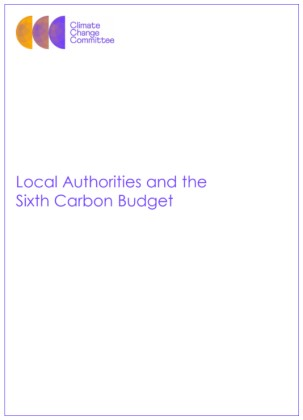 Climate
Change
Committee
Local Authorities and the
Sixth Carbon Budget